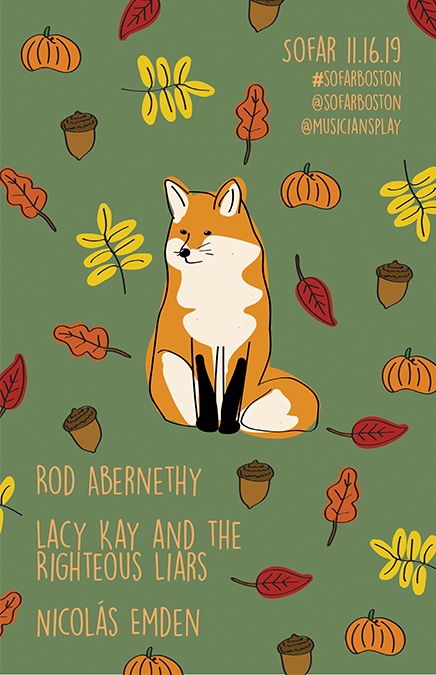 SOFAR 11.16.19
#SOFARBOSTON
@SOFARBOSTON
@MUSICIANSPLAY
ROD ABERNETHY
LACY KAY AND THE
RIGHTEOUS LIARS
NICOLÁS EMDEN